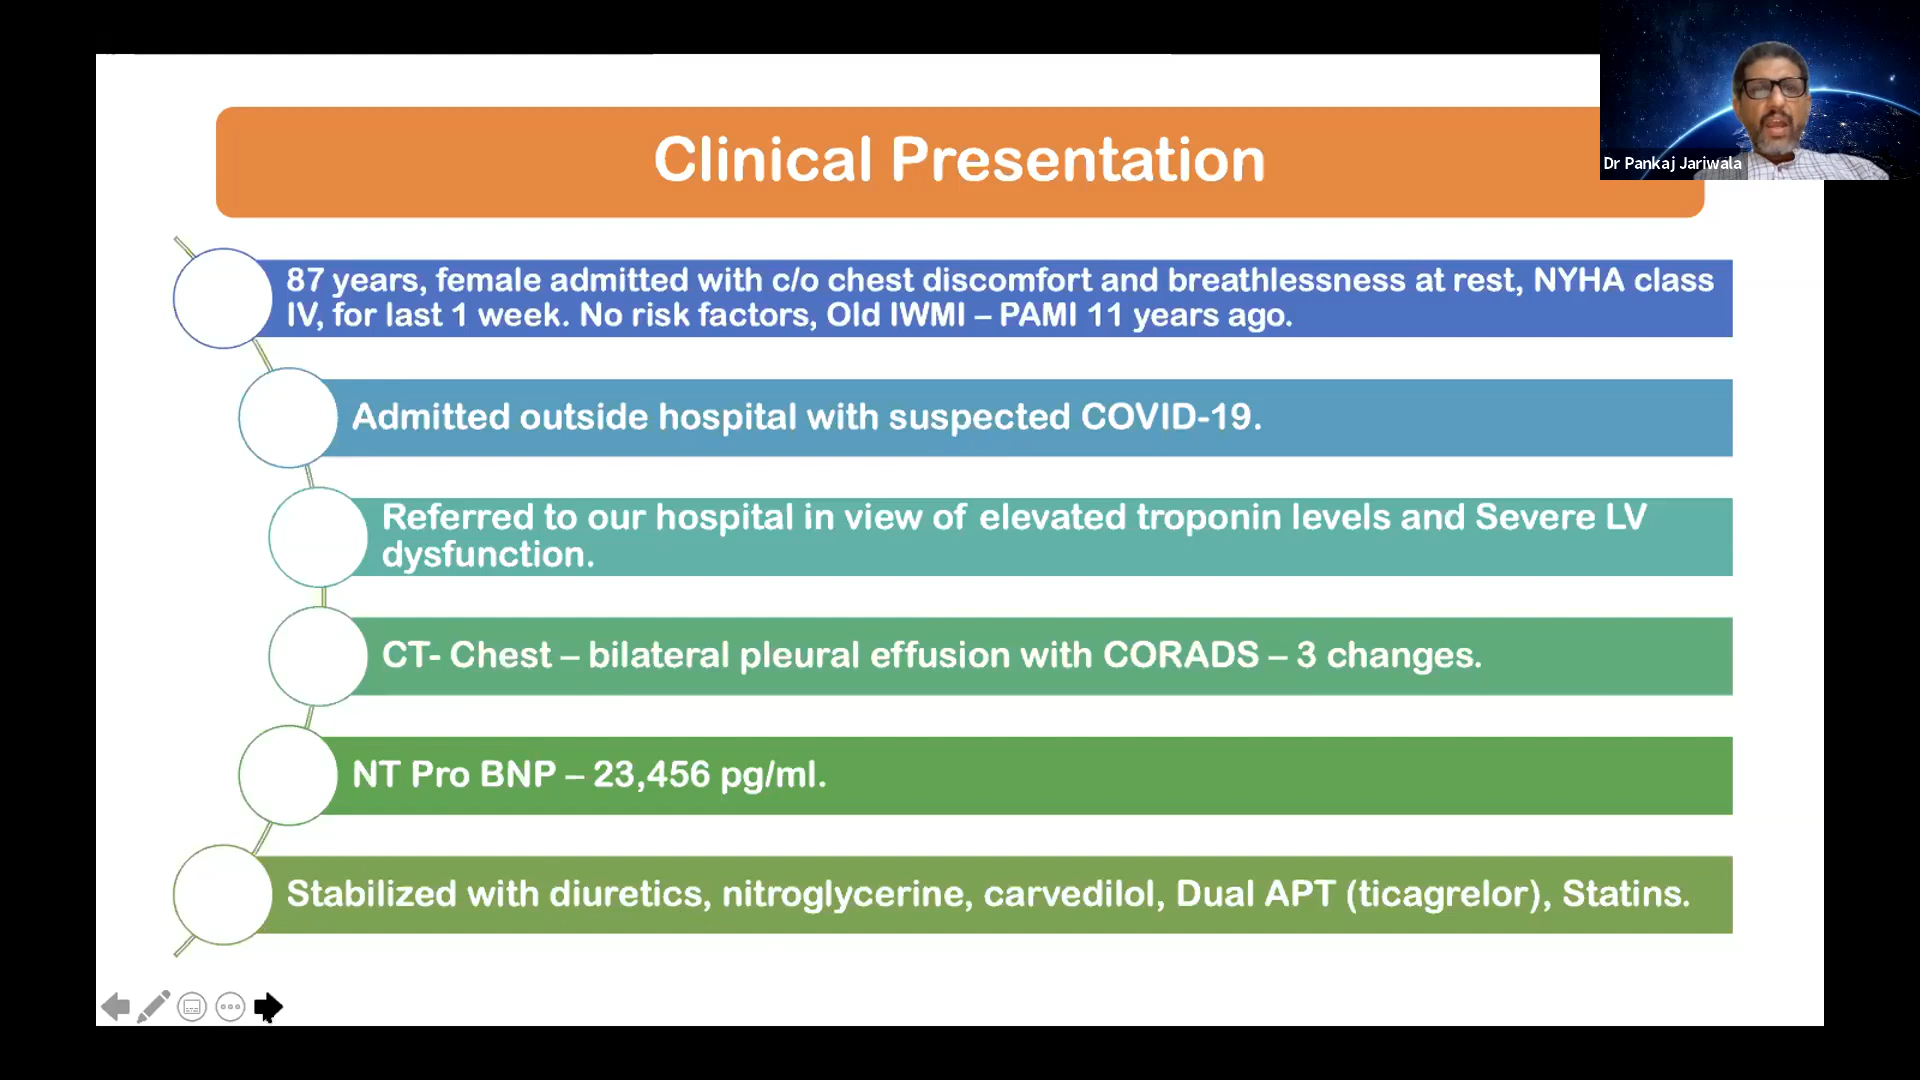 Clinical Presentation
Dr Pankaj Jariwala
87 years, female admitted with c/o chest discomfort and breathlessness at rest, NYHA class
IV, for last 1 week. No risk factors, Old IWMI – PAMI 11 years ago.
Admitted outside hospital with suspected COVID-19.
Referred to our hospital in view of elevated troponin levels and Severe LV
dysfunction.
CT- Chest – bilateral pleural effusion with CORADS – 3 changes.
NT Pro BNP – 23,456 pg/ml.
Stabilized with diuretics, nitroglycerine, carvedilol, Dual APT (ticagrelor), Statins.